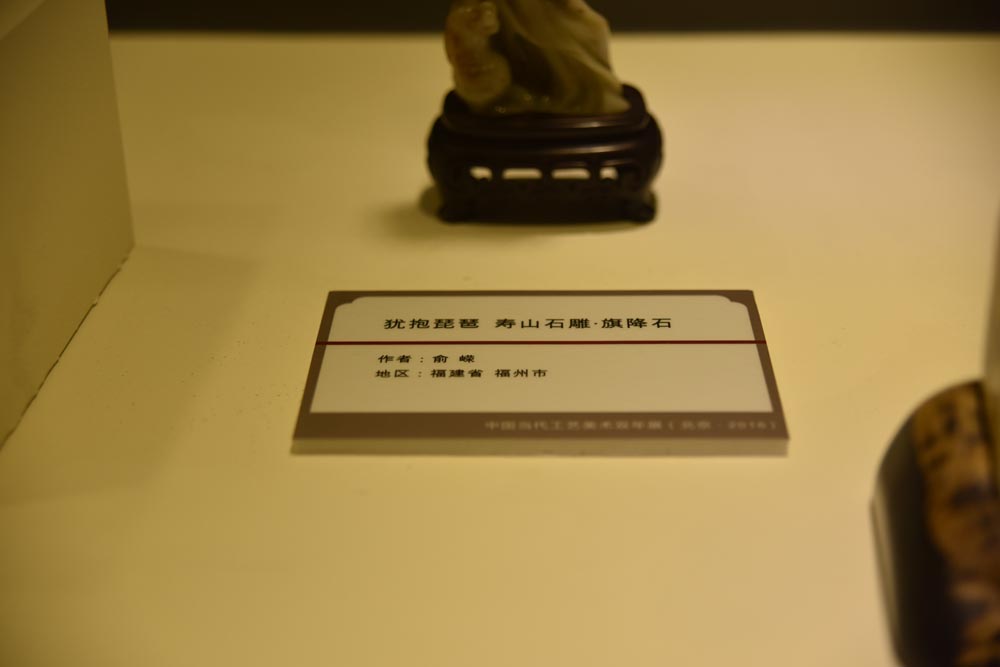 犹抱琵琶 寿山石雕·旗降石
作者：俞 嵘
地区：福建省 福州市
中国当代工艺美术双年展（北京·2016）